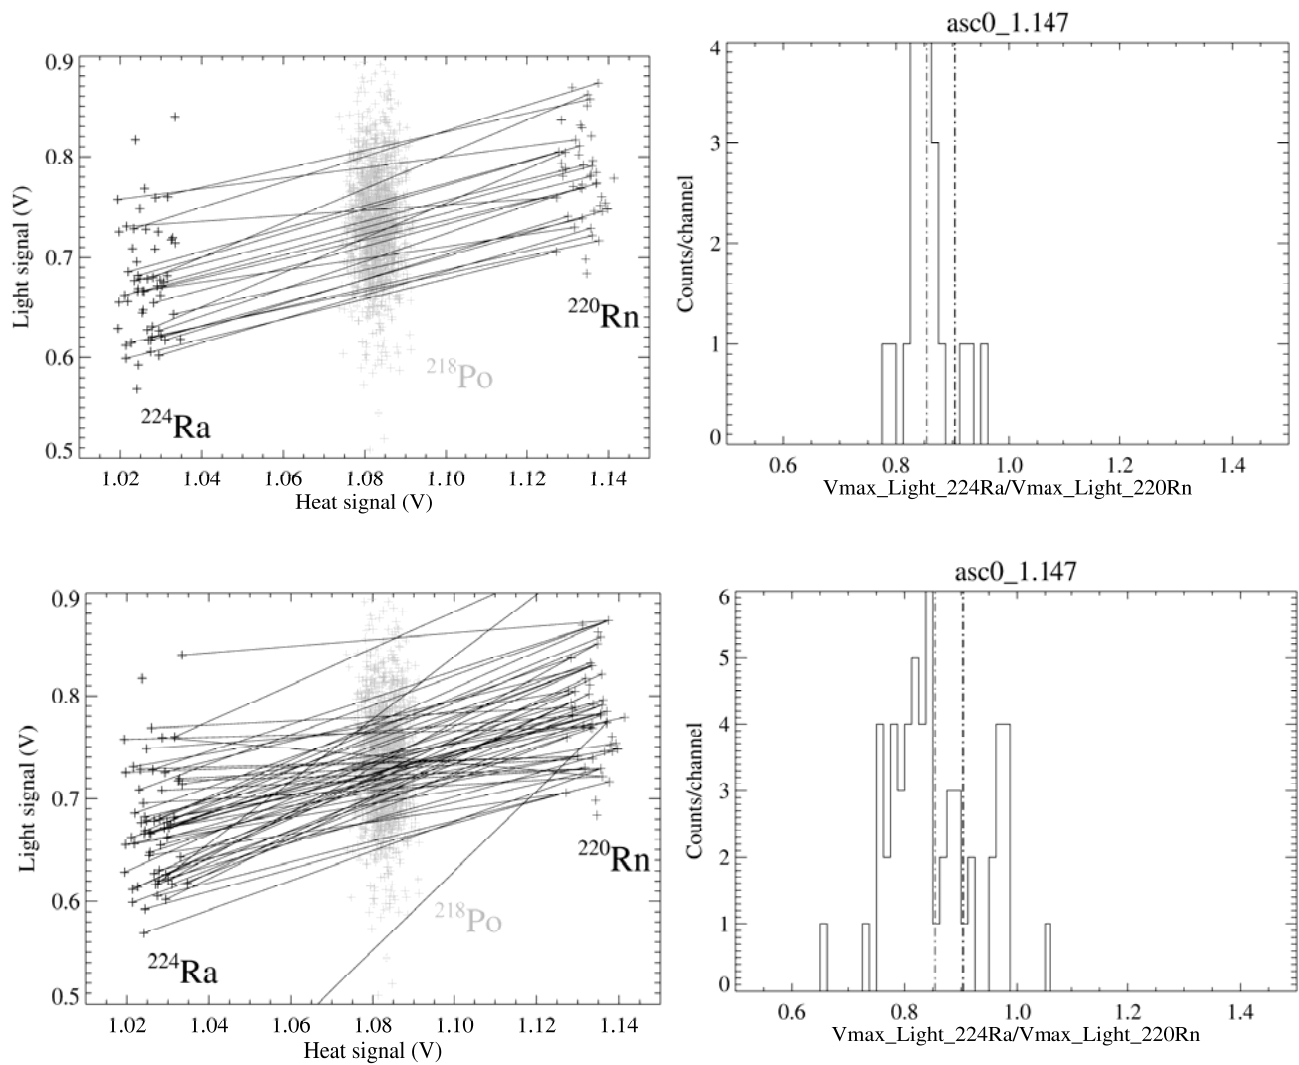 0.9
0.8
0.7
0.6
0.5
Light signal (V)
220Rn
218Po
224Ra
1.02 1.04 1.06 1.08 1.10 1.12 1.14
Heat signal (V)
asc0_1.147
4
3
2
1
0
Counts/channel
0.6 0.8 1.0 1.2 1.4
Vmax_Light_224Ra/Vmax_Light_220Rn
0.9
0.8
0.7
0.6
0.5
Light signal (V)
220Rn
218Po
224Ra
1.02 1.04 1.06 1.08 1.10 1.12 1.14
Heat signal (V)
asc0_1.147
6
5
4
3
2
1
0
Counts/channel
0.6 0.8 1.0 1.2 1.4
Vmax_Light_224Ra/Vmax_Light_220Rn